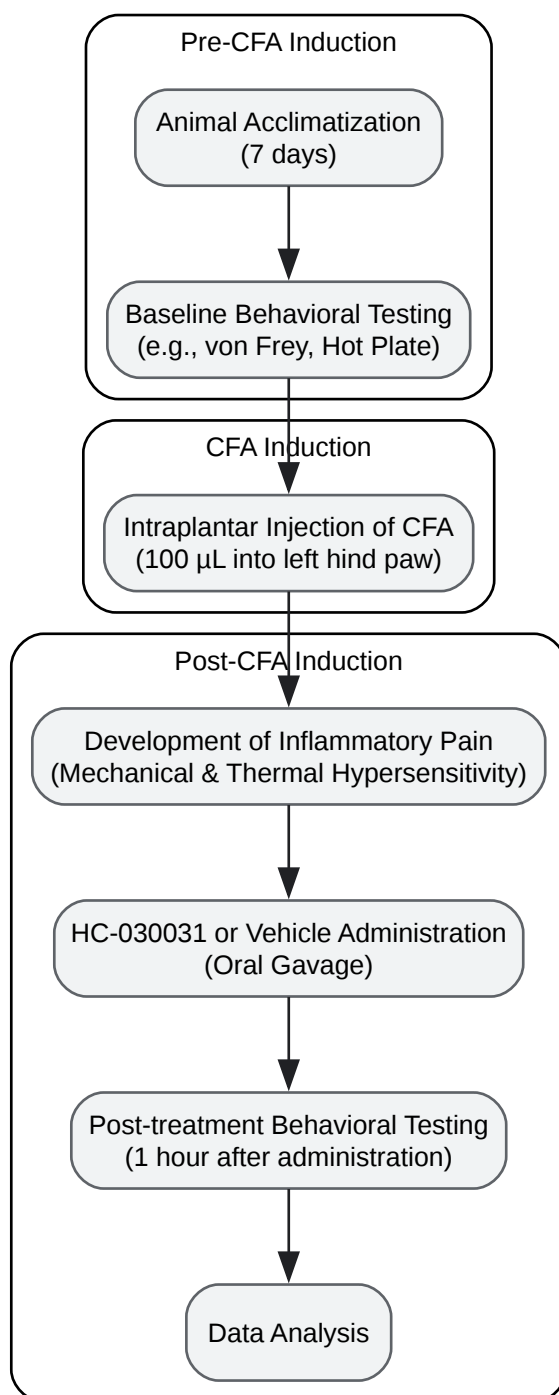 Pre-CFA Induction
Animal Acclimatization
(7 days)
Baseline Behavioral Testing
(e.g., von Frey, Hot Plate)
CFA Induction
Intraplantar Injection of CFA
(100 µL into left hind paw)
Post-CFA Induction
Development of Inflammatory Pain
(Mechanical & Thermal Hypersensitivity)
HC-030031 or Vehicle Administration
(Oral Gavage)
Post-treatment Behavioral Testing
(1 hour after administration)
Data Analysis